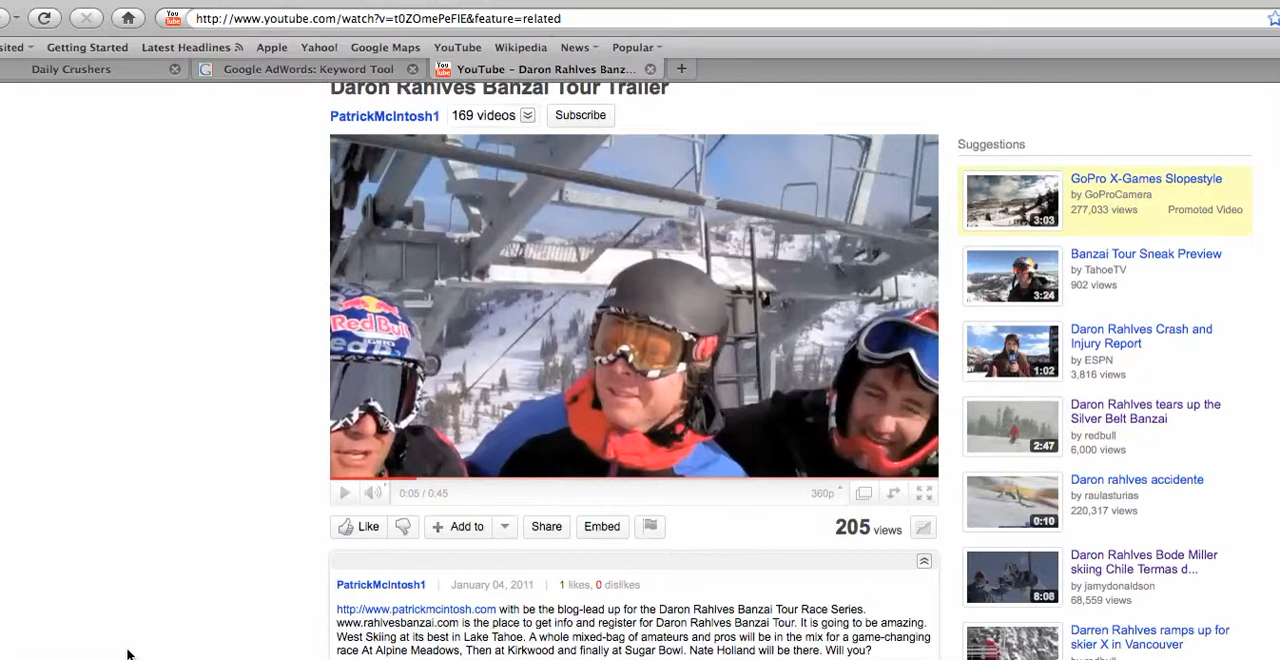 http://www.youtube.com/watch?v=t0ZOmePeFlE&feature=related
sited Getting Started Latest Headlines Apple Yahoo! Google Maps YouTube Wikipedia News Popular
Daily Crushers Google AdWords: Keyword Tool YouTube - Daron Rahlves Banz...
Daron Rahlves Banzai Tour Trailer
PatrickMcIntosh1 169 videos Subscribe
Red Bull
Red B
0:05 / 0:45 360p
Like Add to Share Embed 205 views
PatrickMcIntosh1 January 04, 2011 1 likes, 0 dislikes
http://www.patrickmcintosh.com with be the blog-lead up for the Daron Rahlves Banzai Tour Race Series.
www.rahlvesbanzai.com is the place to get info and register for Daron Rahlves Banzai Tour. It is going to be amazing.
West Skiing at its best in Lake Tahoe. A whole mixed-bag of amateurs and pros will be in the mix for a game-changing
race At Alpine Meadows, Then at Kirkwood and finally at Sugar Bowl. Nate Holland will be there. Will you?
Suggestions
GoPro X-Games Slopestyle
by GoProCamera
277,033 views Promoted Video
3:03
Banzai Tour Sneak Preview
by TahoeTV
902 views
3:24
Daron Rahlves Crash and
Injury Report
by ESPN
3,816 views
1:02
Daron Rahlves tears up the
Silver Belt Banzai
by redbull
6,000 views
2:47
Daron rahlves accidente
by raulasturias
220,317 views
0:10
Daron Rahlves Bode Miller
skiing Chile Termas d...
by jamydonaldson
68,559 views
8:08
Darren Rahlves ramps up for
skier X in Vancouver
by redbull